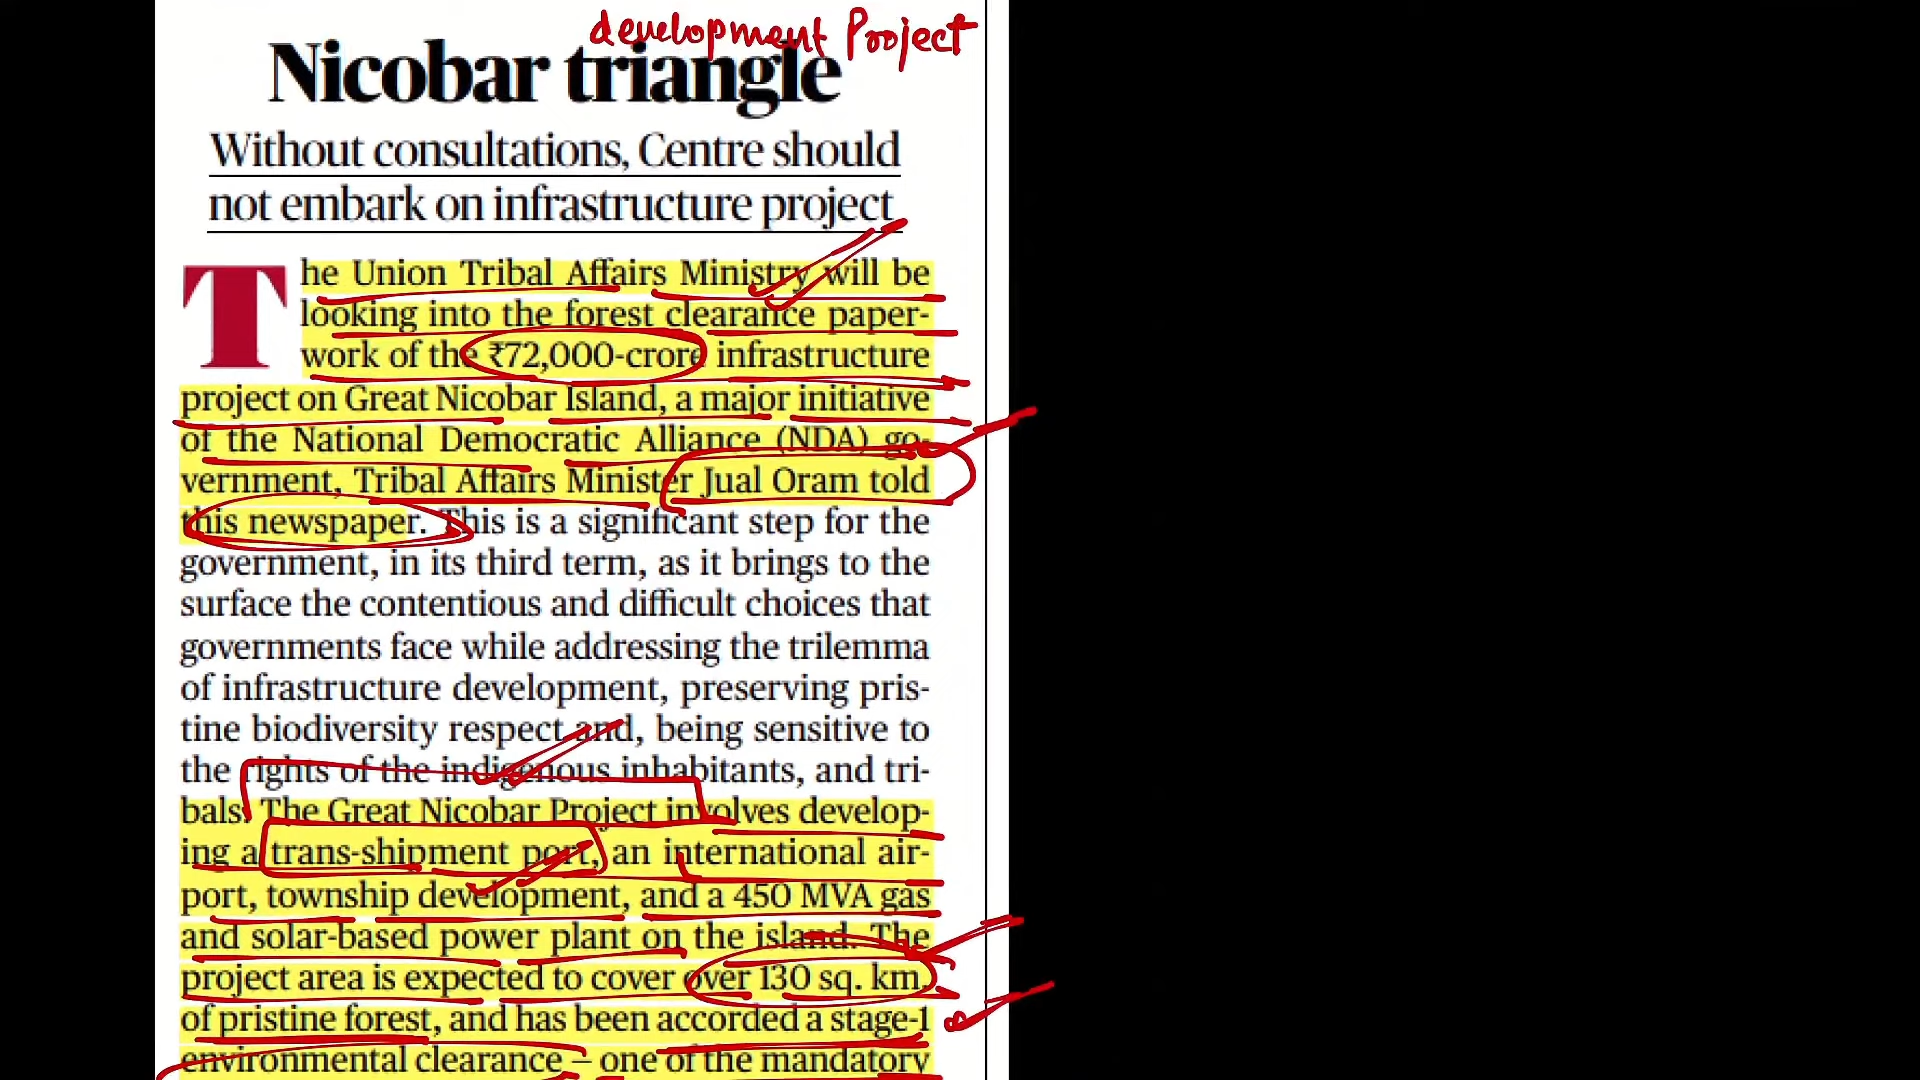 development Project
Nicobar triangle
Without consultations, Centre should
not embark on infrastructure project
The Union Tribal Affairs Ministry will be
looking into the forest clearance paper-
work of the ₹72,000-crore infrastructure
project on Great Nicobar Island, a major initiative
of the National Democratic Alliance (NDA) go-
vernment, Tribal Affairs Minister Jual Oram told
this newspaper. This is a significant step for the
government, in its third term, as it brings to the
surface the contentious and difficult choices that
governments face while addressing the trilemma
of infrastructure development, preserving pris-
tine biodiversity respect and, being sensitive to
the rights of the indigenous inhabitants, and tri-
bals. The Great Nicobar Project involves develop-
ing a trans-shipment port, an international air-
port, township development, and a 450 MVA gas
and solar-based power plant on the island. The
project area is expected to cover over 130 sq. km.
of pristine forest, and has been accorded a stage-1
environmental clearance – one of the mandatory